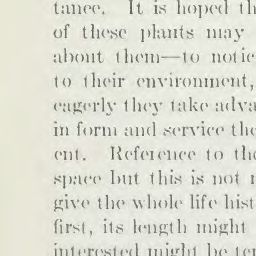 tance. It is hoped th
of these plants may
about them—to notic
to their environment,
eagerly they take adva
in form and service the
ent. Reference to the
space but this is not n
give the whole life hist
first, its length might
interested might be ter